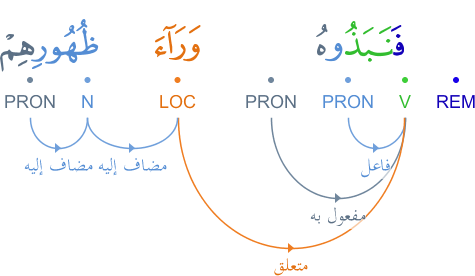 فَنَبَذُوهُ وَرَآءَ ظُهُورِهِمْ
REM V PRON PRON LOC N PRON
فاعل مضاف إليه مضاف إليه
مفعول به
متعلق